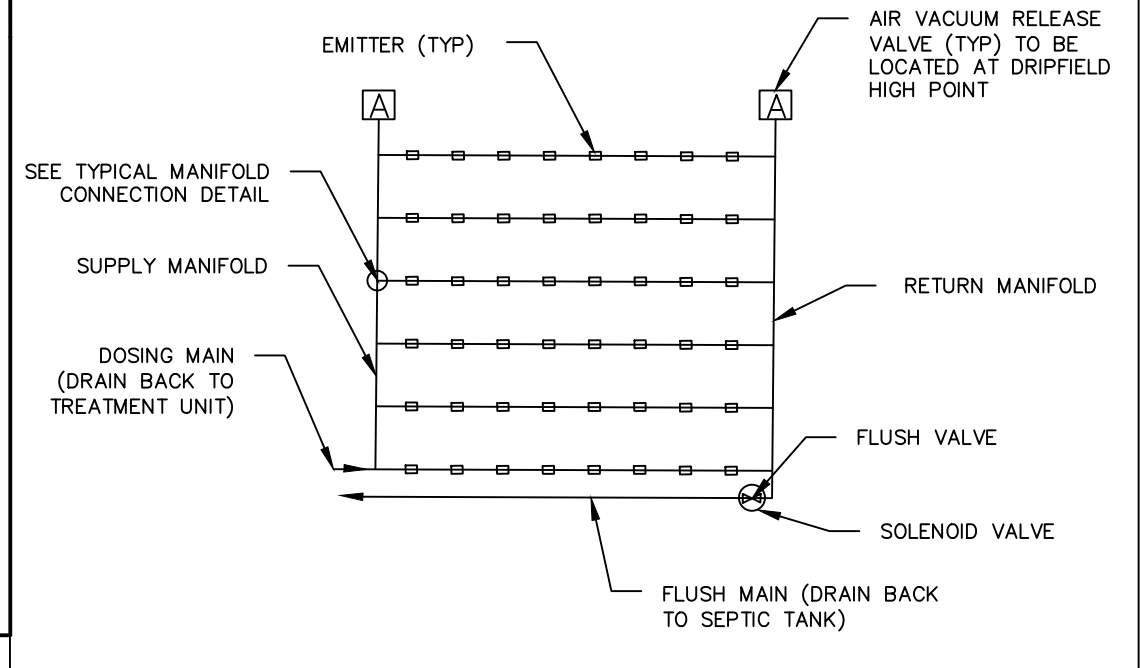 AIR VACUUM RELEASE
VALVE (TYP) TO BE
LOCATED AT DRIPFIELD
HIGH POINT
EMITTER (TYP)
A
A
SEE TYPICAL MANIFOLD
CONNECTION DETAIL
SUPPLY MANIFOLD
RETURN MANIFOLD
DOSING MAIN
(DRAIN BACK TO
TREATMENT UNIT)
FLUSH VALVE
SOLENOID VALVE
FLUSH MAIN (DRAIN BACK
TO SEPTIC TANK)